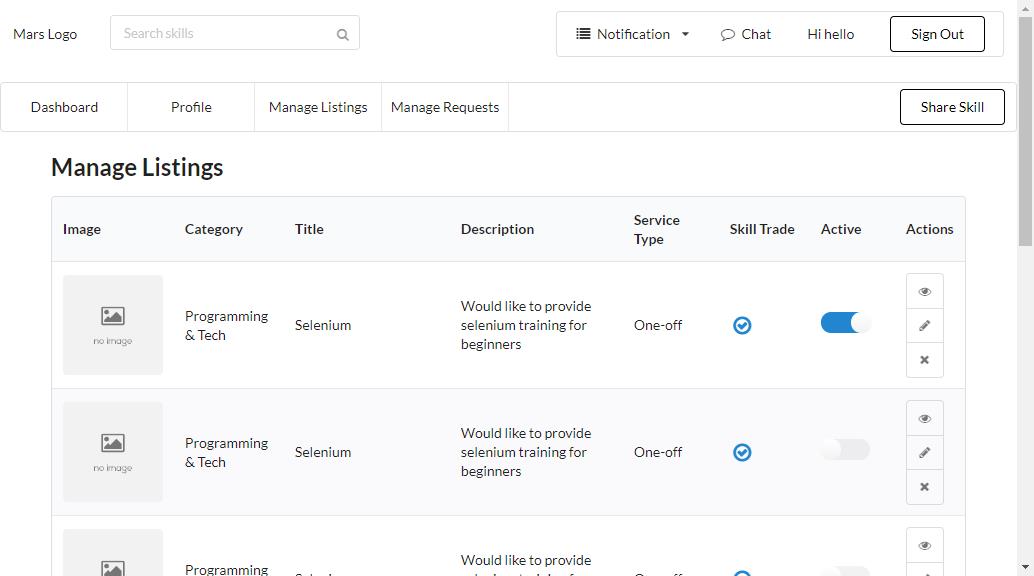 Mars Logo
Search skills
Notification
Chat
Hi hello
Sign Out
Dashboard
Profile
Manage Listings
Manage Requests
Share Skill
Manage Listings
Image
Category
Title
Description
Service
Type
Skill Trade
Active
Actions
no image
Programming
& Tech
Selenium
Would like to provide
selenium training for
beginners
One-off
no image
Programming
& Tech
Selenium
Would like to provide
selenium training for
beginners
One-off
Programming
Would like to provide